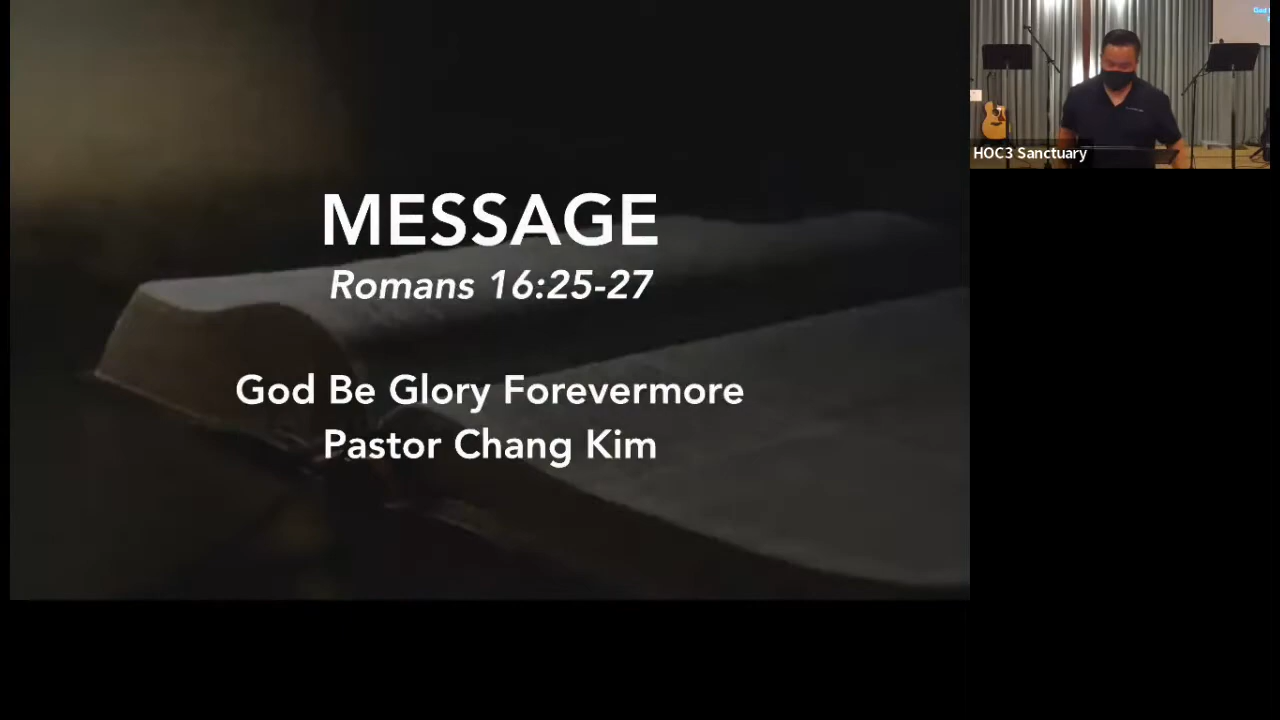 MESSAGE
Romans 16:25-27
God Be Glory Forevermore
Pastor Chang Kim
HOC3 Sanctuary